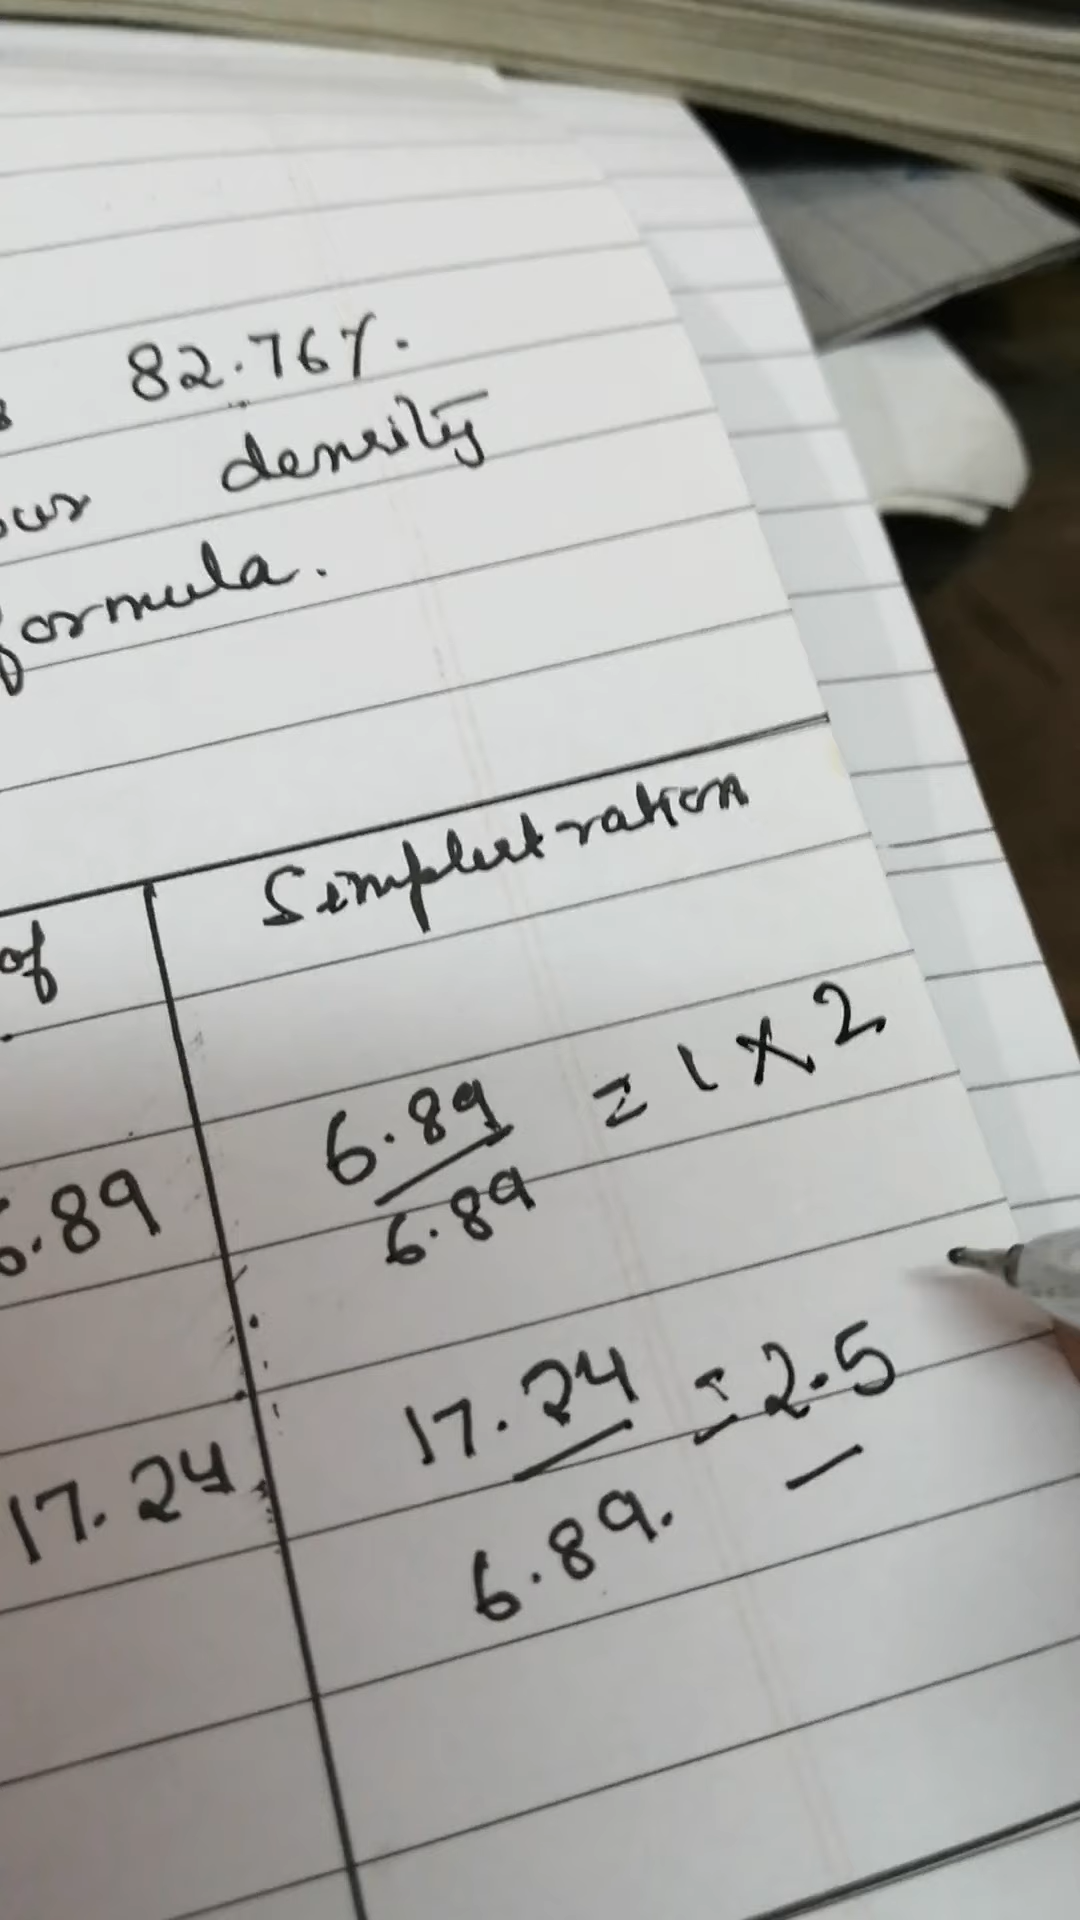 82.76%.
density
formula.
of Simplest ration
6.89 6.89 = 1 × 2
6.89
17.24 17.24 = 2.5
6.89.